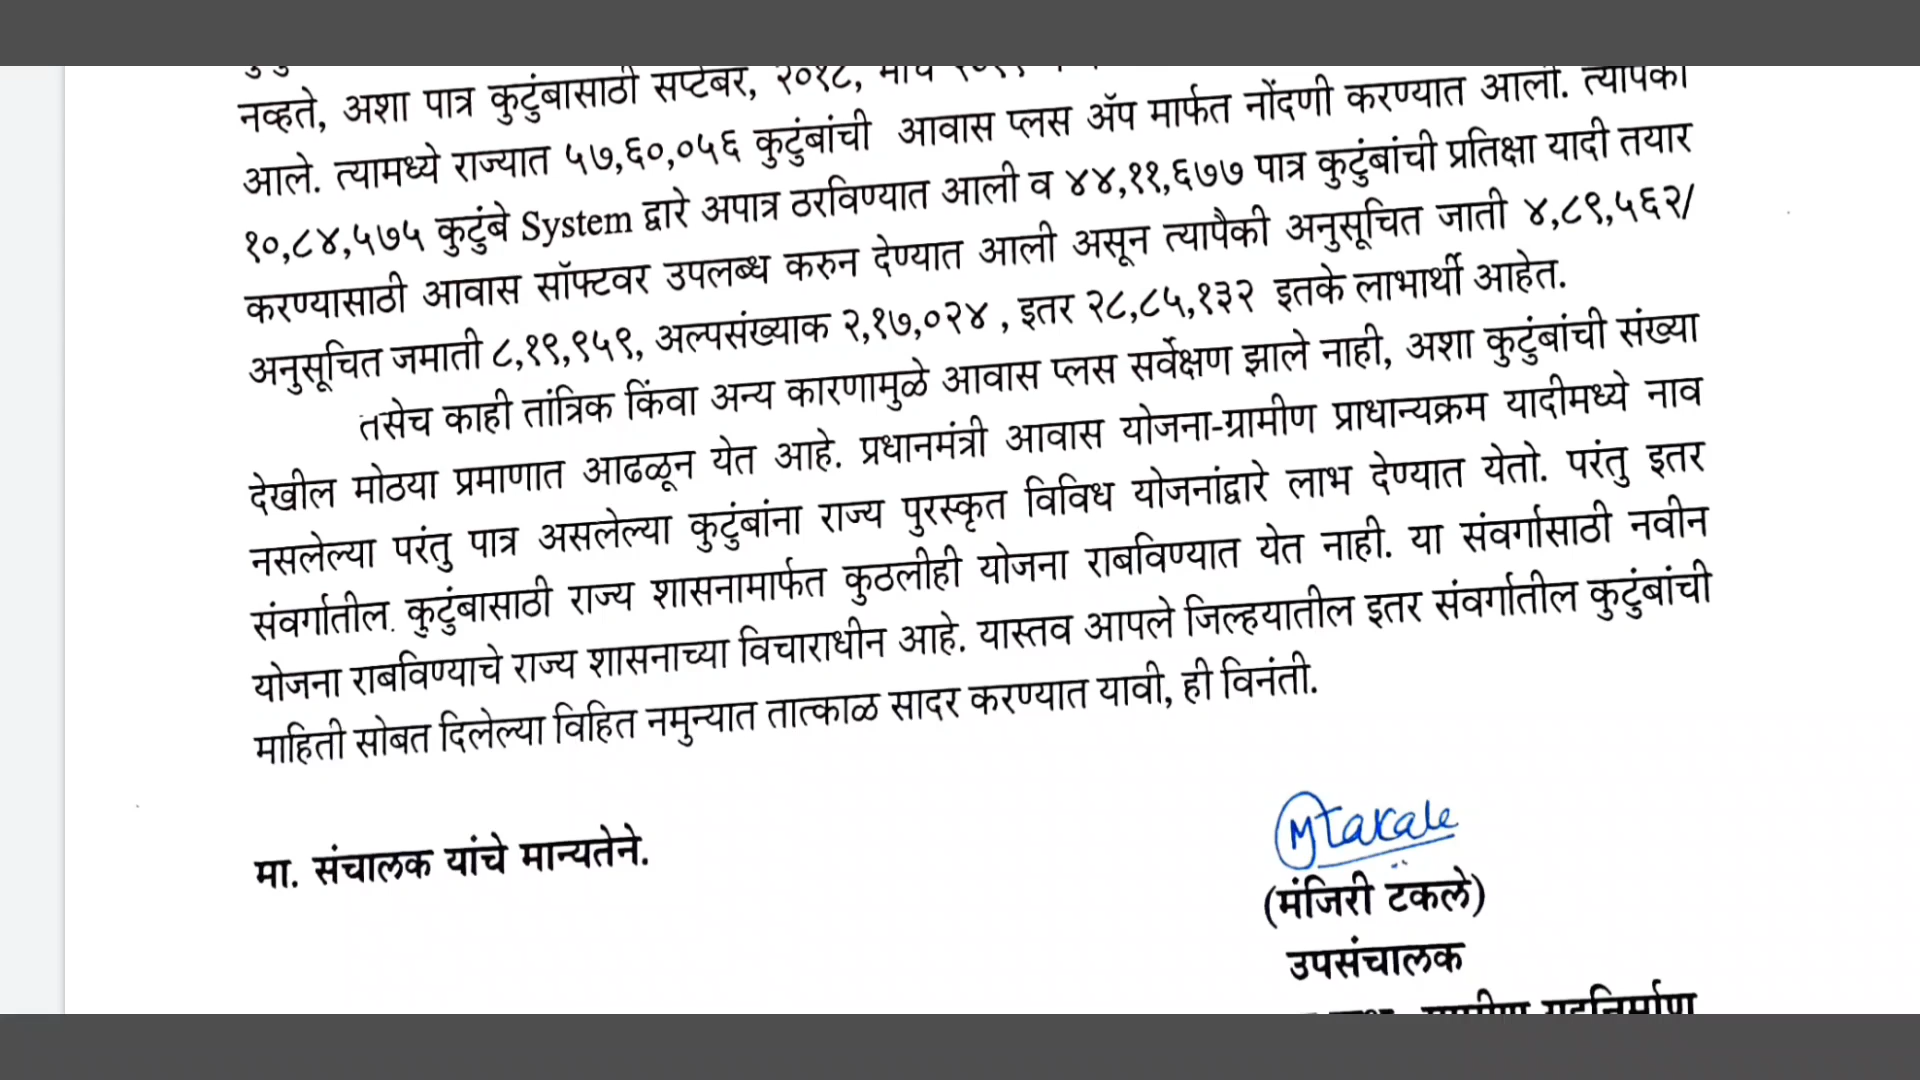 नव्हते, अशा पात्र कुटुंबासाठी सप्टेंबर, २०१८, मार्च
आले. त्यामध्ये राज्यात ५७,६०,०५६ कुटुंबांची आवास प्लस ॲप मार्फत नोंदणी करण्यात आली. त्यापैकी
१०,८४,५७५ कुटुंबे System द्वारे अपात्र ठरविण्यात आली व ४४,११,६७७ पात्र कुटुंबांची प्रतिक्षा यादी तयार
करण्यासाठी आवास सॉफ्टवर उपलब्ध करुन देण्यात आली असून त्यापैकी अनुसूचित जाती ४,८९,५६२/
अनुसूचित जमाती ८,१९,९५९, अल्पसंख्याक २,१७,०२४ , इतर २८,८५,१३२ इतके लाभार्थी आहेत.
तसेच काही तांत्रिक किंवा अन्य कारणामुळे आवास प्लस सर्वेक्षण झाले नाही, अशा कुटुंबांची संख्या
देखील मोठया प्रमाणात आढळून येत आहे. प्रधानमंत्री आवास योजना-ग्रामीण प्राधान्यक्रम यादीमध्ये नाव
नसलेल्या परंतु पात्र असलेल्या कुटुंबांना राज्य पुरस्कृत विविध योजनांद्वारे लाभ देण्यात येतो. परंतु इतर
संवर्गातील कुटुंबासाठी राज्य शासनामार्फत कुठलीही योजना राबविण्यात येत नाही. या संवर्गासाठी नवीन
योजना राबविण्याचे राज्य शासनाच्या विचाराधीन आहे. यास्तव आपले जिल्हयातील इतर संवर्गातील कुटुंबांची
माहिती सोबत दिलेल्या विहित नमुन्यात तात्काळ सादर करण्यात यावी, ही विनंती.
मा. संचालक यांचे मान्यतेने.
MTakale
(मंजिरी टकले)
उपसंचालक
ग्रामीण गृहनिर्माण